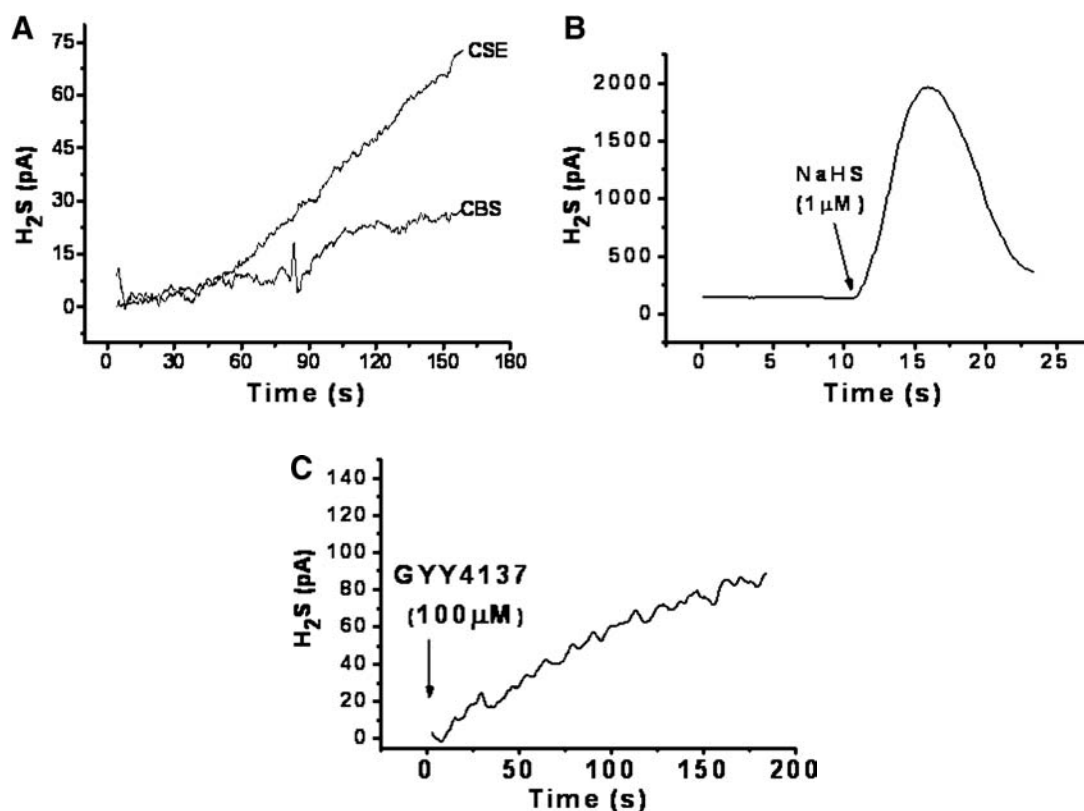 A
75
60
45
30
15
0
H₂S (pA)
CSE
CBS
0 30 60 90 120 150 180
Time (s)
B
2000
1500
1000
500
0
H₂S (pA)
NaHS
(1 µM)
0 5 10 15 20 25
Time (s)
C
140
120
100
80
60
40
20
0
H₂S (pA)
GYY4137
(100 µM)
0 50 100 150 200
Time (s)